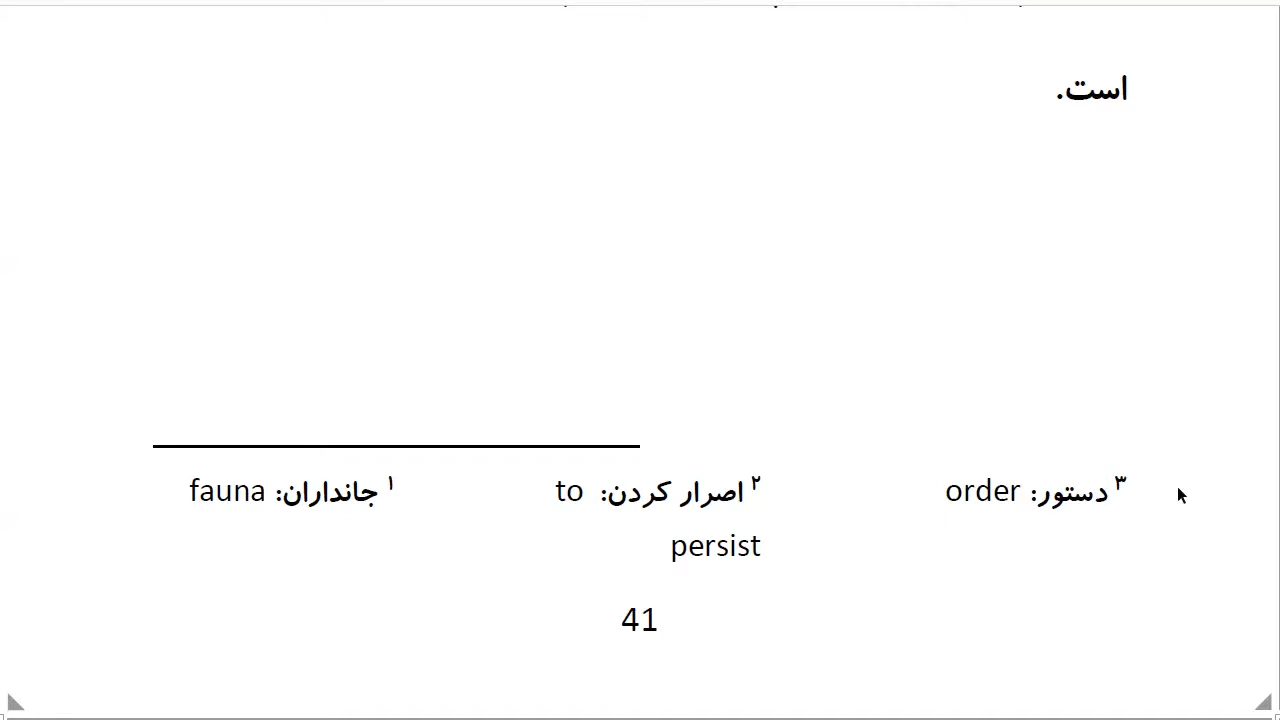 است.
۳ دستور: order
۲ اصرار کردن: to
persist
۱ جانداران: fauna
41